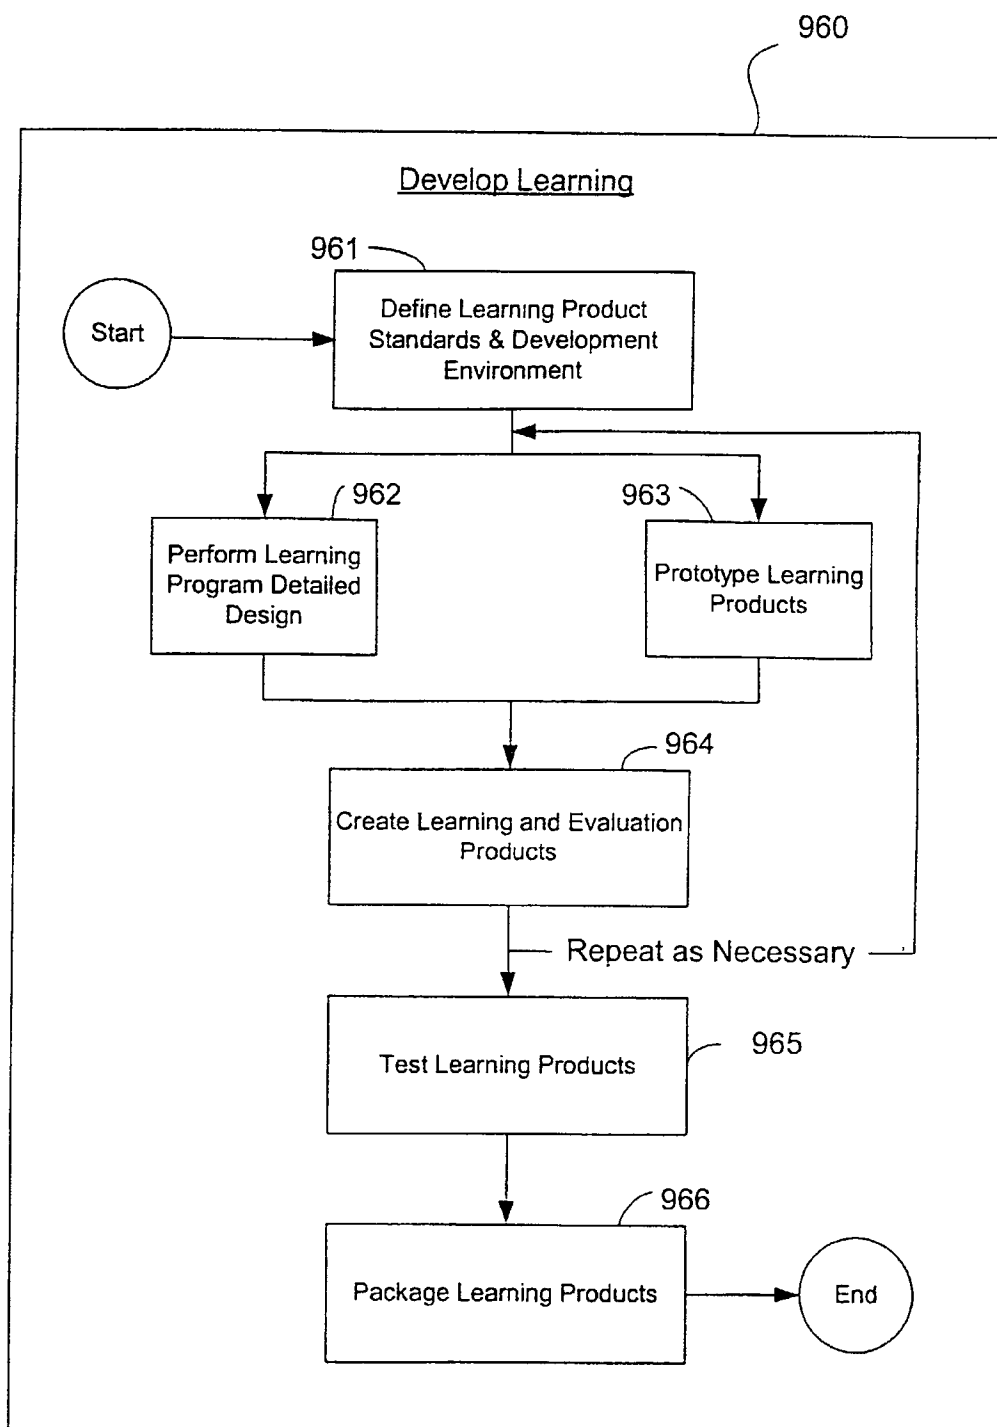 960
Develop Learning
961
Start
Define Learning Product
Standards & Development
Environment
962
963
Perform Learning
Program Detailed
Design
Prototype Learning
Products
964
Create Learning and Evaluation
Products
Repeat as Necessary
965
Test Learning Products
966
Package Learning Products
End